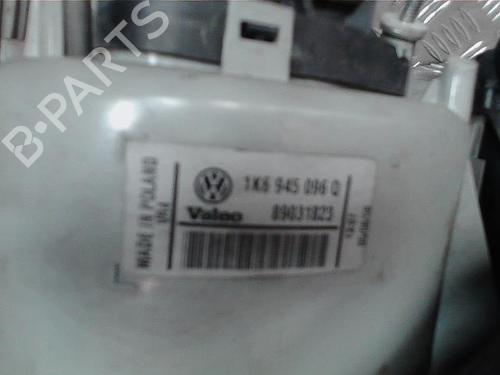 B-PARTS
MADE IN POLAND
1K6 945 096 Q
Valeo
89031823